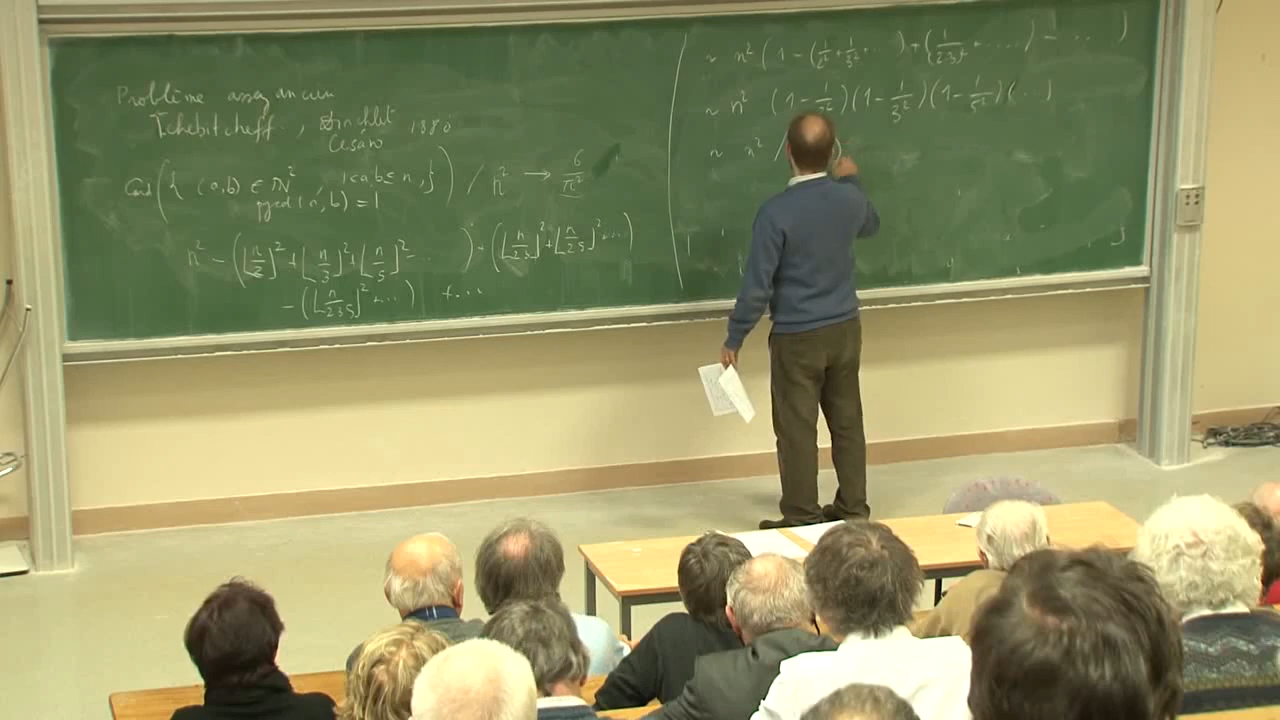 Problème assez ancien
Tchebitcheff, Dirichlet
Cesáro 1880
Card ({ (a,b) ∈ N², 1≤a,b≤n, }) / n² → 6/π²
pgcd(a,b) = 1
n² - (⌊n/2⌋² + ⌊n/3⌋² + ⌊n/5⌋² - ... ) + (⌊n/2 3⌋² + ⌊n/2 5⌋² + ...)
- (⌊n/2 3 5⌋² + ...) + ...
~ n² (1 - (1/2² + 1/3² + ...) + (1/(2·3)² + ....) - ... )
~ n² (1 - 1/2²)(1 - 1/3²)(1 - 1/5²)(...)
~ n² /